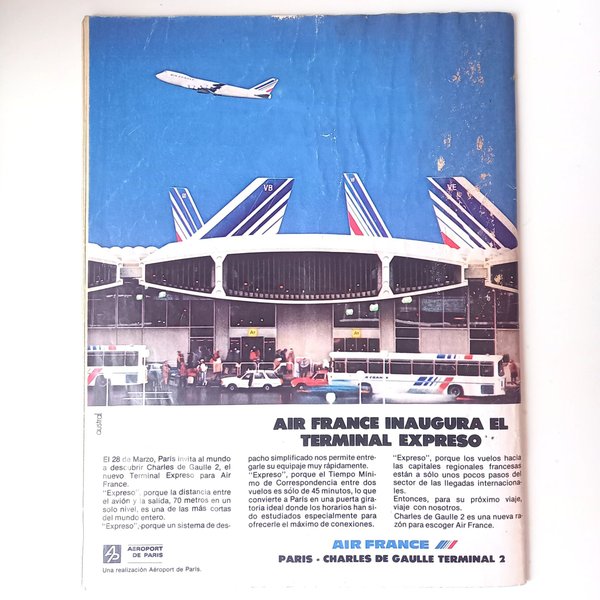 VB
VE
AIR FRANCE INAUGURA EL
TERMINAL EXPRESO
austral
El 28 de Marzo, París invita al mundo
a descubrir Charles de Gaulle 2, el
nuevo Terminal Expreso para Air
France.
"Expreso", porque la distancia entre
el avión y la salida, 70 metros en un
solo nivel, es una de las más cortas
del mundo entero.
"Expreso", porque un sistema de des-
pacho simplificado nos permite entre-
garle su equipaje muy rápidamente.
"Expreso", porque el Tiempo Míni-
mo de Correspondencia entre dos
vuelos es sólo de 45 minutos, lo que
convierte a París en una puerta gira-
toria ideal donde los horarios han si-
do estudiados especialmente para
ofrecerle el máximo de conexiones.
"Expreso", porque los vuelos hacia
las capitales regionales francesas
están a sólo unos pocos pasos del
sector de las llegadas internaciona-
les.
Entonces, para su próximo viaje,
viaje con nosotros.
Charles de Gaulle 2 es una nueva ra-
zón para escoger Air France.
AEROPORT
DE PARIS
Una realización Aéroport de Paris.
AIR FRANCE
PARIS - CHARLES DE GAULLE TERMINAL 2